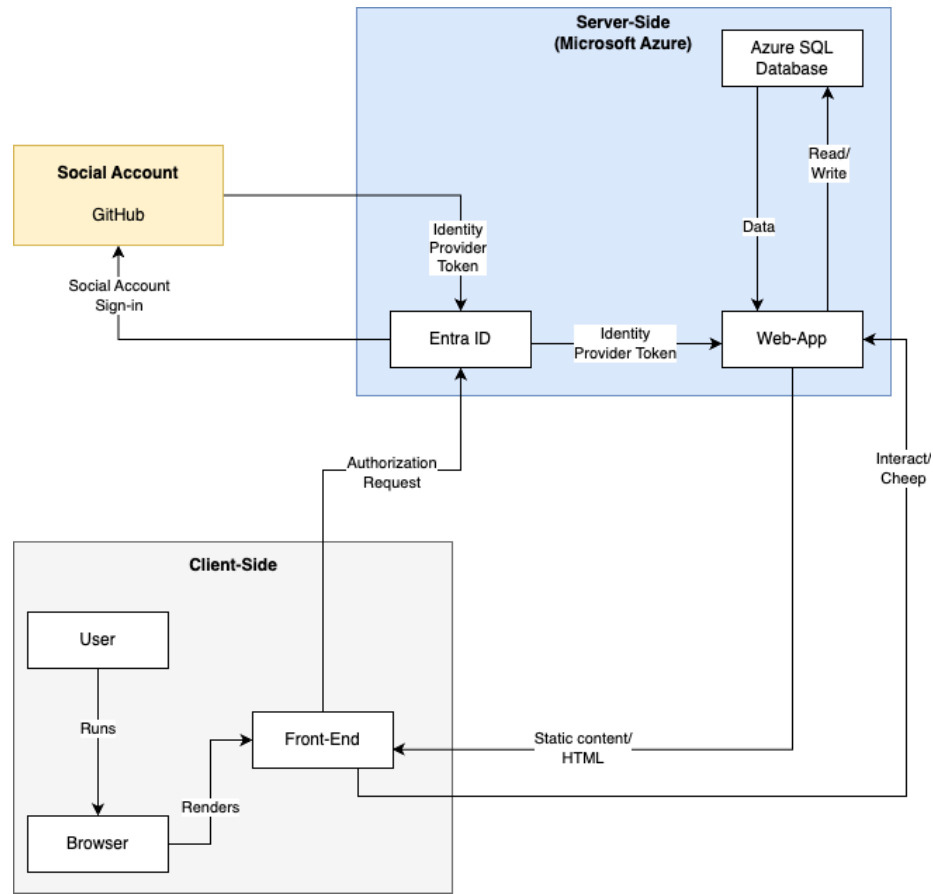 Server-Side
(Microsoft Azure)
Azure SQL
Database
Read/
Write
Data
Social Account
GitHub
Identity
Provider
Token
Social Account
Sign-in
Entra ID
Identity
Provider Token
Web-App
Authorization
Request
Interact/
Cheep
Client-Side
User
Runs
Front-End
Static content/
HTML
Renders
Browser